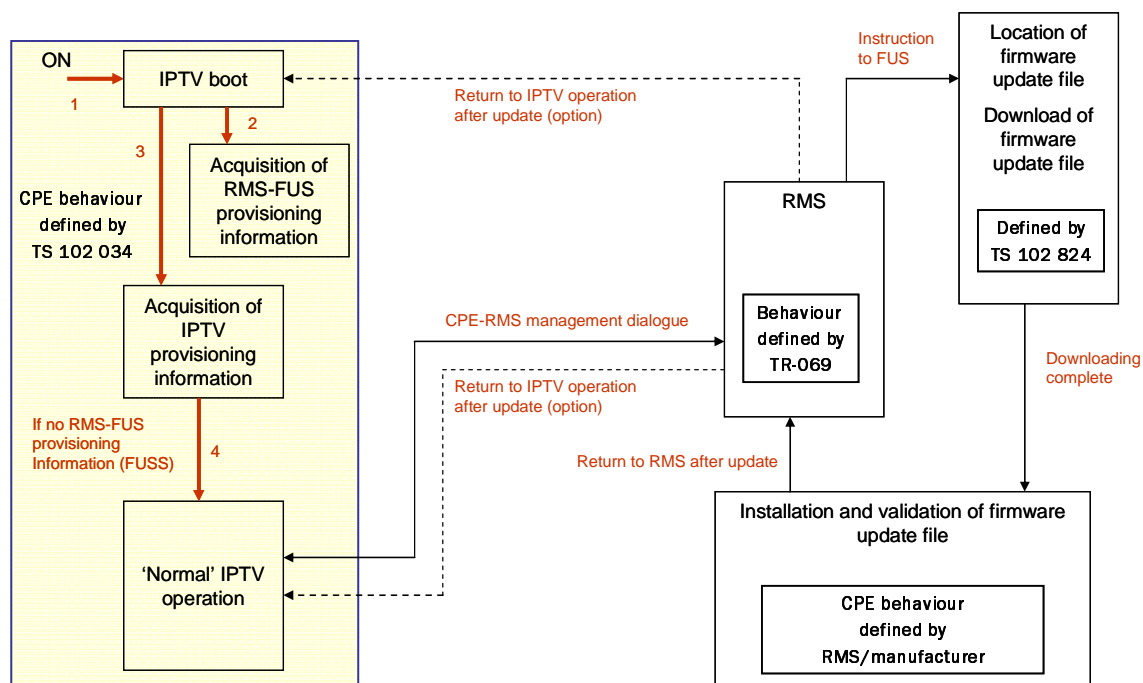 ON
1
IPTV boot
2
3
Acquisition of
RMS-FUS
provisioning
information
CPE behaviour
defined by
TS 102 034
Acquisition of
IPTV
provisioning
information
If no RMS-FUS
provisioning
Information (FUSS)
4
‘Normal’ IPTV
operation
Return to IPTV operation
after update (option)
CPE-RMS management dialogue
Return to IPTV operation
after update (option)
Return to RMS after update
RMS
Behaviour
defined by
TR-069
Instruction
to FUS
Location of
firmware
update file
Download of
firmware
update file
Defined by
TS 102 824
Downloading
complete
Installation and validation of firmware
update file
CPE behaviour
defined by
RMS/manufacturer